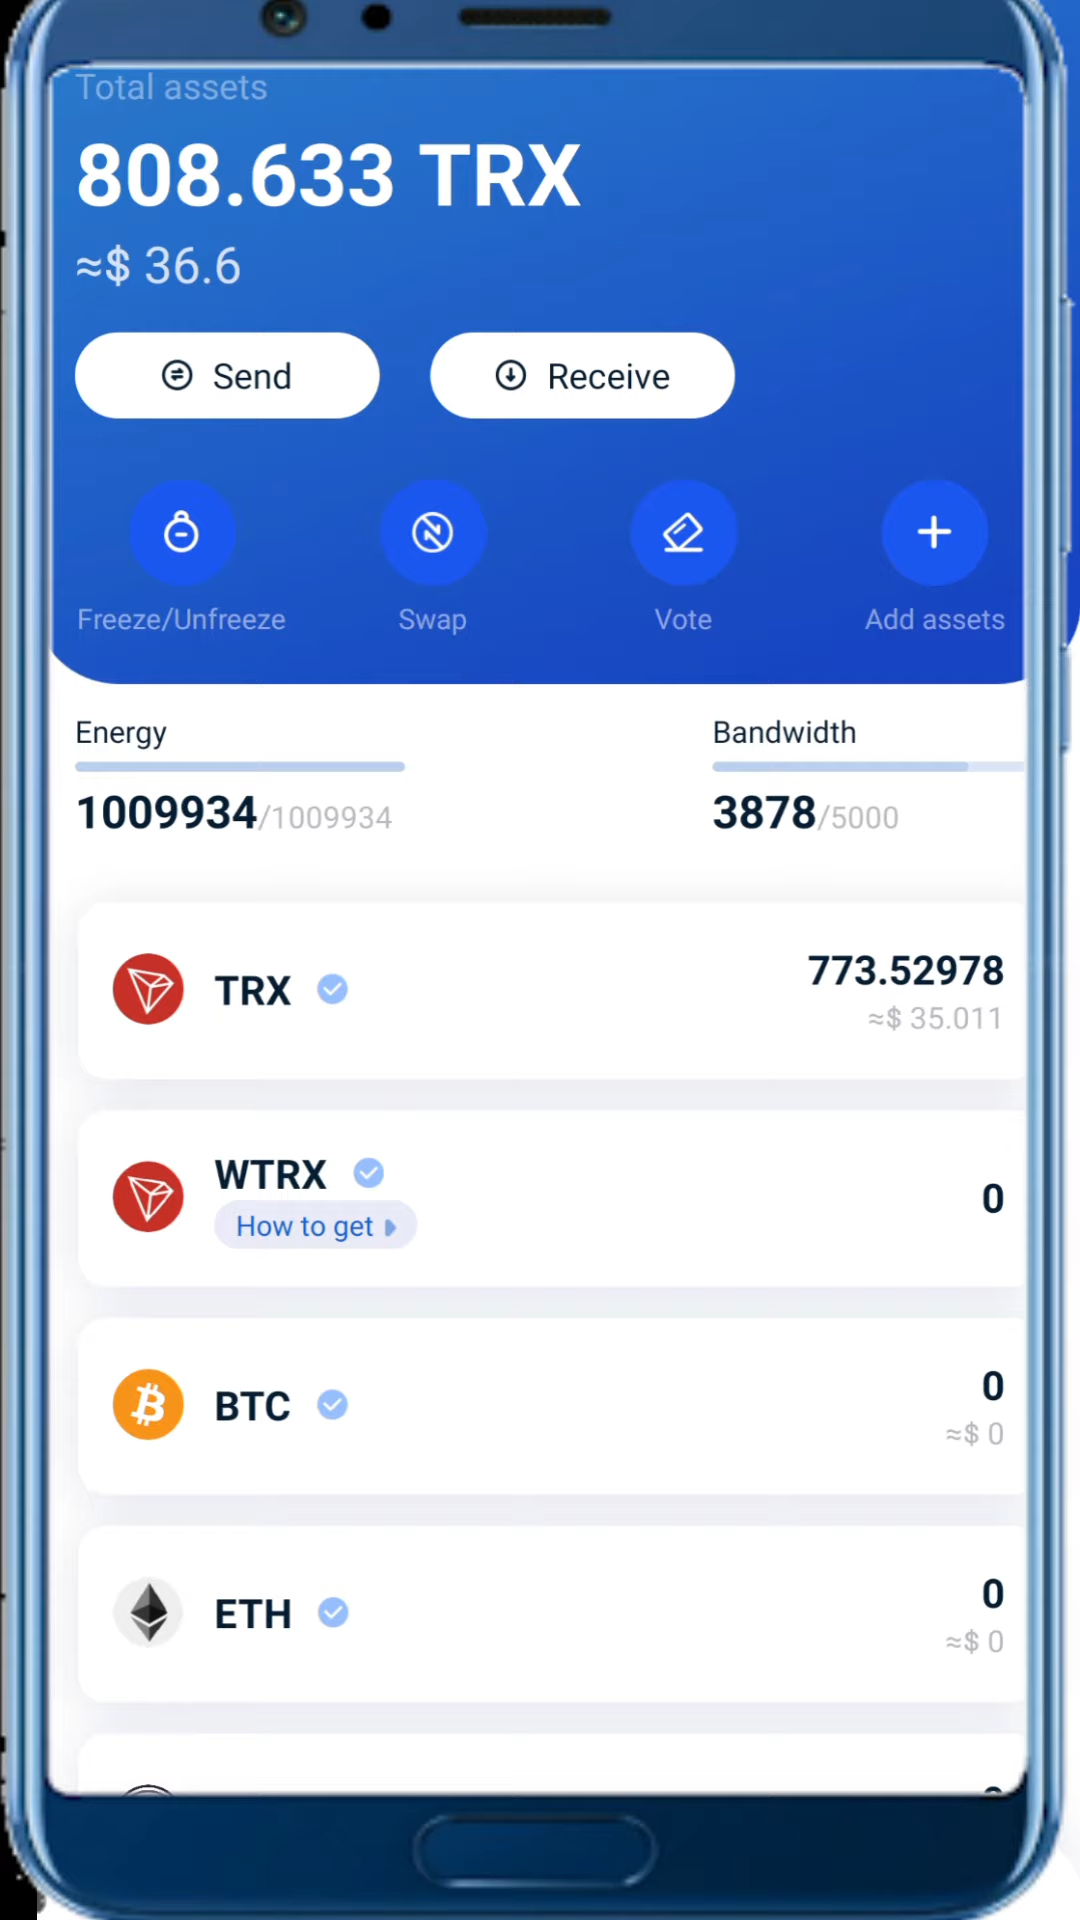 Total assets
808.633 TRX
≈$ 36.6
Send
Receive
Freeze/Unfreeze
Swap
Vote
Add assets
Energy
Bandwidth
1009934/1009934
3878/5000
TRX
773.52978
≈$ 35.011
WTRX
How to get
0
BTC
0
≈$ 0
ETH
0
≈$ 0